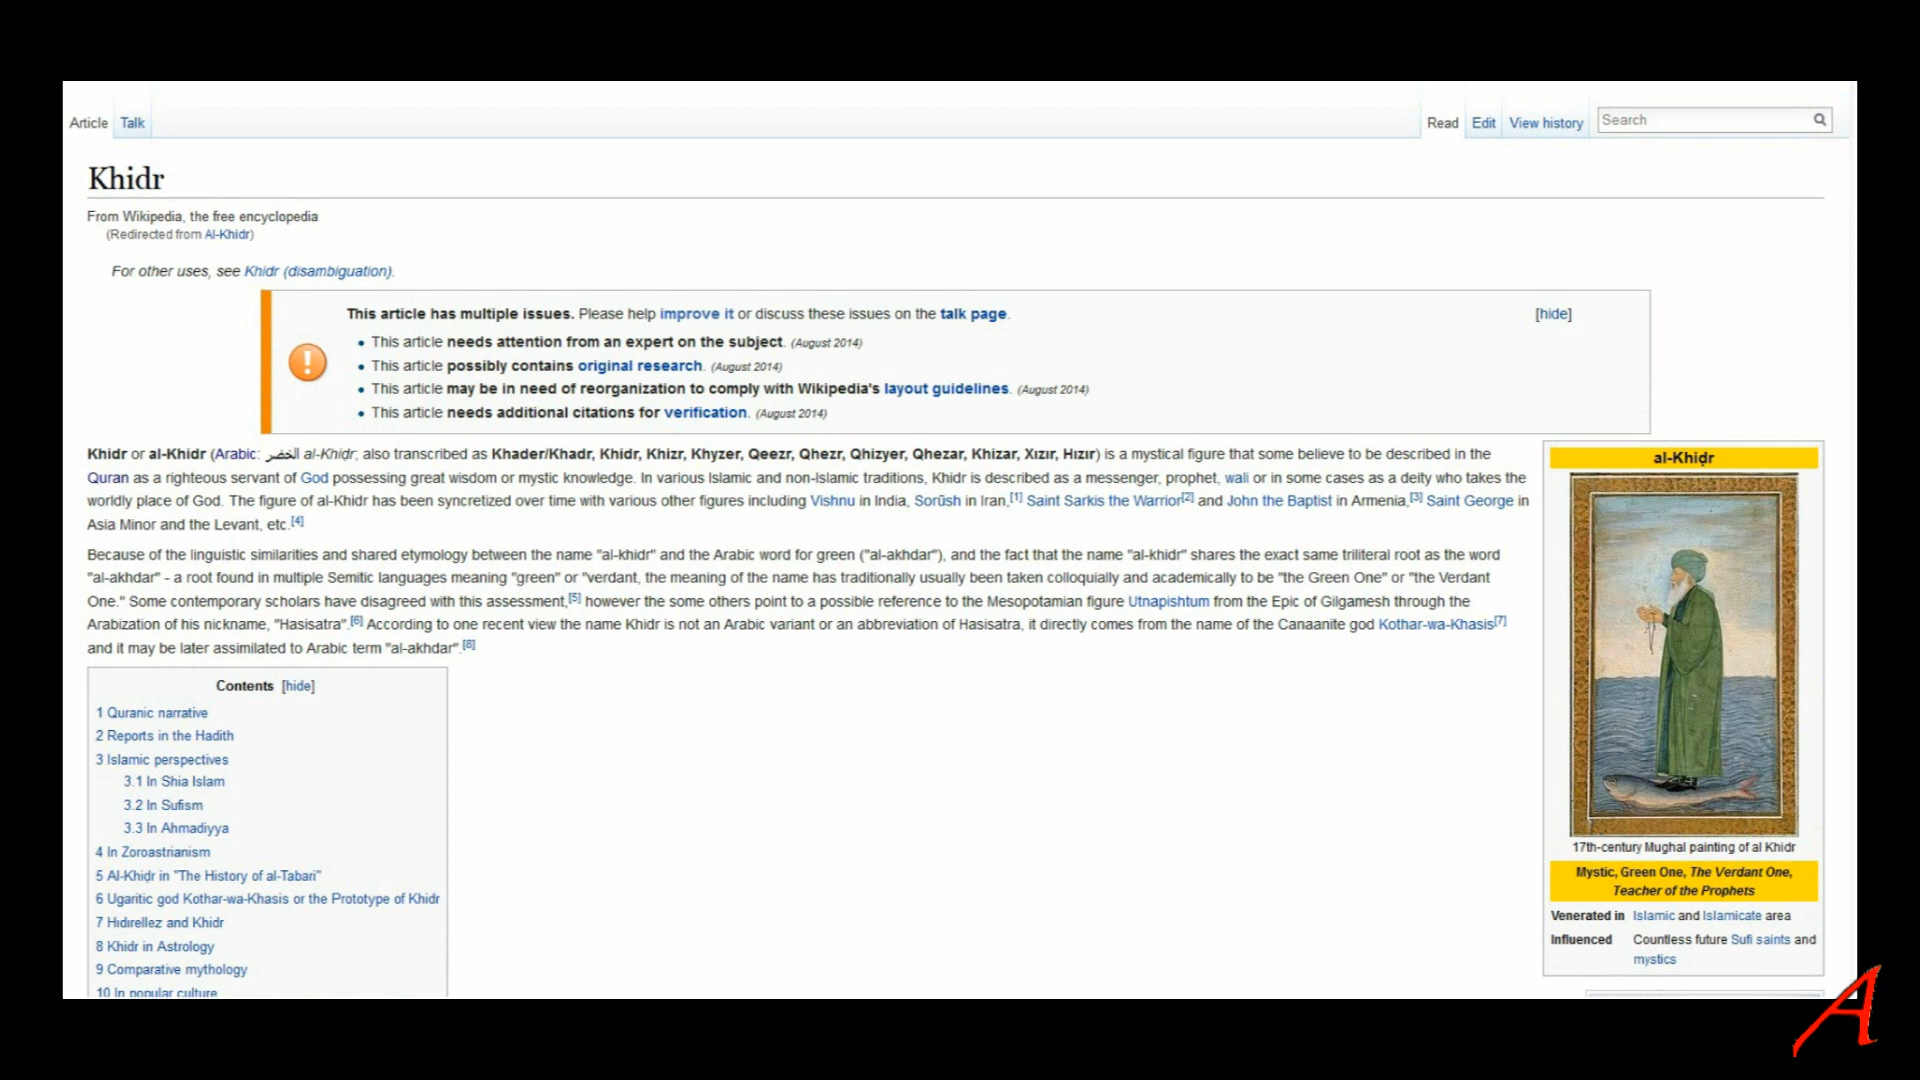 Article Talk Read Edit View history Search
Khidr
From Wikipedia, the free encyclopedia
(Redirected from Al-Khidr)
For other uses, see Khidr (disambiguation).
This article has multiple issues. Please help improve it or discuss these issues on the talk page. [hide]
• This article needs attention from an expert on the subject. (August 2014)
• This article possibly contains original research. (August 2014)
• This article may be in need of reorganization to comply with Wikipedia's layout guidelines. (August 2014)
• This article needs additional citations for verification. (August 2014)
Khidr or al-Khidr (Arabic: الخضر al-Khiḍr; also transcribed as Khader/Khadr, Khidr, Khizr, Khyzer, Qeezr, Qhezr, Qhizyer, Qhezar, Khizar, Xızır, Hızır) is a mystical figure that some believe to be described in the
Quran as a righteous servant of God possessing great wisdom or mystic knowledge. In various Islamic and non-Islamic traditions, Khidr is described as a messenger, prophet, wali or in some cases as a deity who takes the
worldly place of God. The figure of al-Khidr has been syncretized over time with various other figures including Vishnu in India, Sorūsh in Iran,[1] Saint Sarkis the Warrior[2] and John the Baptist in Armenia,[3] Saint George in
Asia Minor and the Levant, etc.[4]
Because of the linguistic similarities and shared etymology between the name "al-khidr" and the Arabic word for green ("al-akhdar"), and the fact that the name "al-khidr" shares the exact same triliteral root as the word
"al-akhdar" - a root found in multiple Semitic languages meaning "green" or "verdant, the meaning of the name has traditionally usually been taken colloquially and academically to be "the Green One" or "the Verdant
One." Some contemporary scholars have disagreed with this assessment,[5] however the some others point to a possible reference to the Mesopotamian figure Utnapishtum from the Epic of Gilgamesh through the
Arabization of his nickname, "Hasisatra".[6] According to one recent view the name Khidr is not an Arabic variant or an abbreviation of Hasisatra, it directly comes from the name of the Canaanite god Kothar-wa-Khasis[7]
and it may be later assimilated to Arabic term "al-akhdar".[8]
Contents [hide]
1 Quranic narrative
2 Reports in the Hadith
3 Islamic perspectives
3.1 In Shia Islam
3.2 In Sufism
3.3 In Ahmadiyya
4 In Zoroastrianism
5 Al-Khiḍr in "The History of al-Tabari"
6 Ugaritic god Kothar-wa-Khasis or the Prototype of Khidr
7 Hıdırellez and Khidr
8 Khidr in Astrology
9 Comparative mythology
10 In popular culture
al-Khiḍr
17th-century Mughal painting of al Khidr
Mystic, Green One, The Verdant One,
Teacher of the Prophets
Venerated in Islamic and Islamicate area
Influenced Countless future Sufi saints and
mystics
A